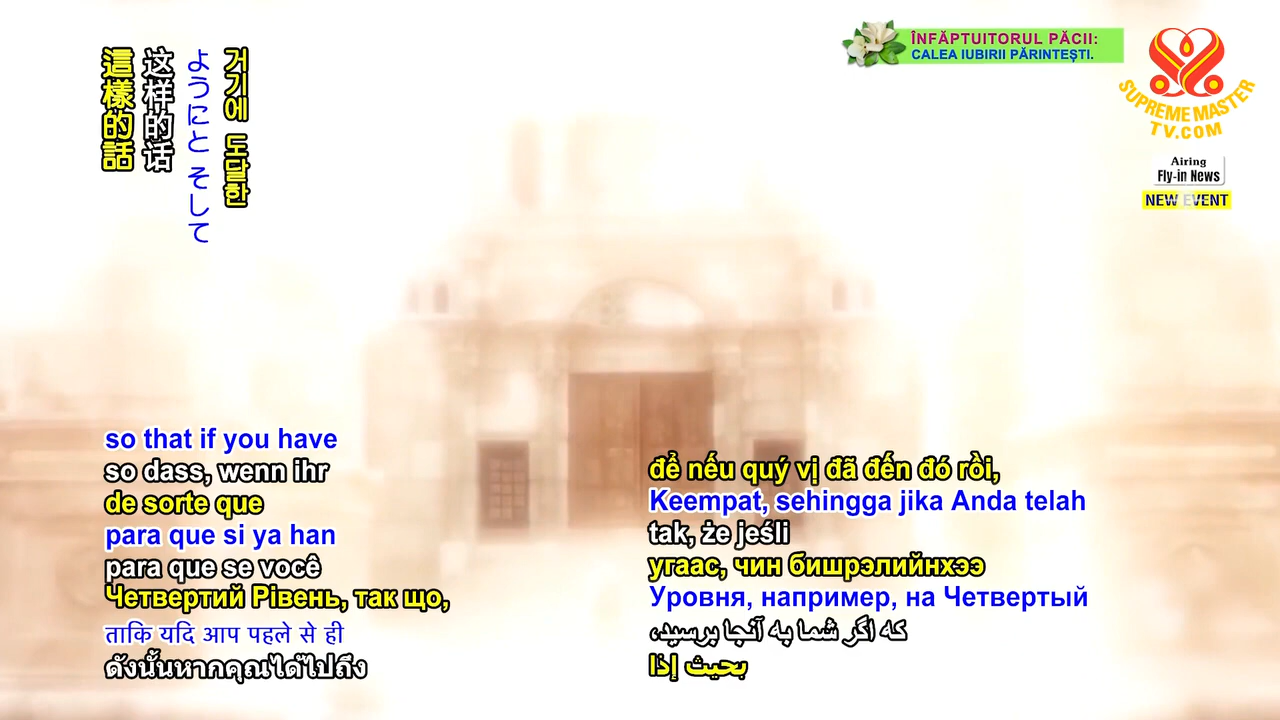 거기에 도달한
ようにと そして
这样的话
這樣的話
ÎNFĂPTUITORUL PĂCII:
CALEA IUBIRII PĂRINTEȘTI.
SUPREME MASTER
TV.COM
Airing
Fly-in News
NEW EVENT
so that if you have
so dass, wenn ihr
de sorte que
para que si ya han
para que se você
Четвертий Рівень, так що,
ताकि यदि आप पहले से ही
ดังนั้นหากคุณได้ไปถึง
để nếu quý vị đã đến đó rồi,
Keempat, sehingga jika Anda telah
tak, że jeśli
угаас, чин бишрэлийнхээ
Уровня, например, на Четвертый
که اگر شما به آنجا برسید،
بحيث إذا